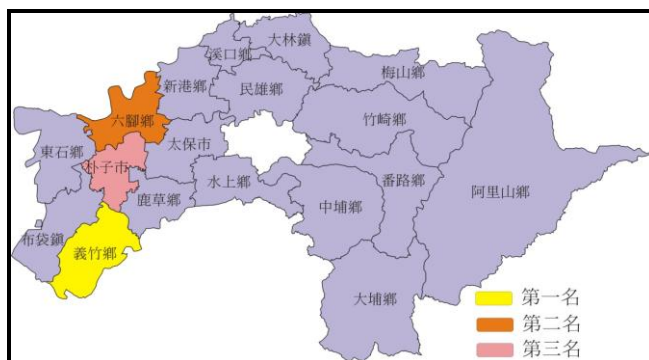 大林鎮
溪口鄉
梅山鄉
新港鄉
民雄鄉
六腳鄉
竹崎鄉
太保市
東石鄉
朴子市
水上鄉
番路鄉
阿里山鄉
鹿草鄉
中埔鄉
布袋鎮
義竹鄉
大埔鄉
第一名
第二名
第三名